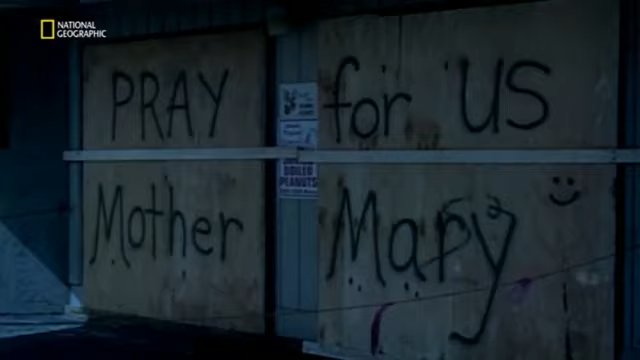 NATIONAL
GEOGRAPHIC
PRAY for us
Mother Mary
BOILED
PEANUTS